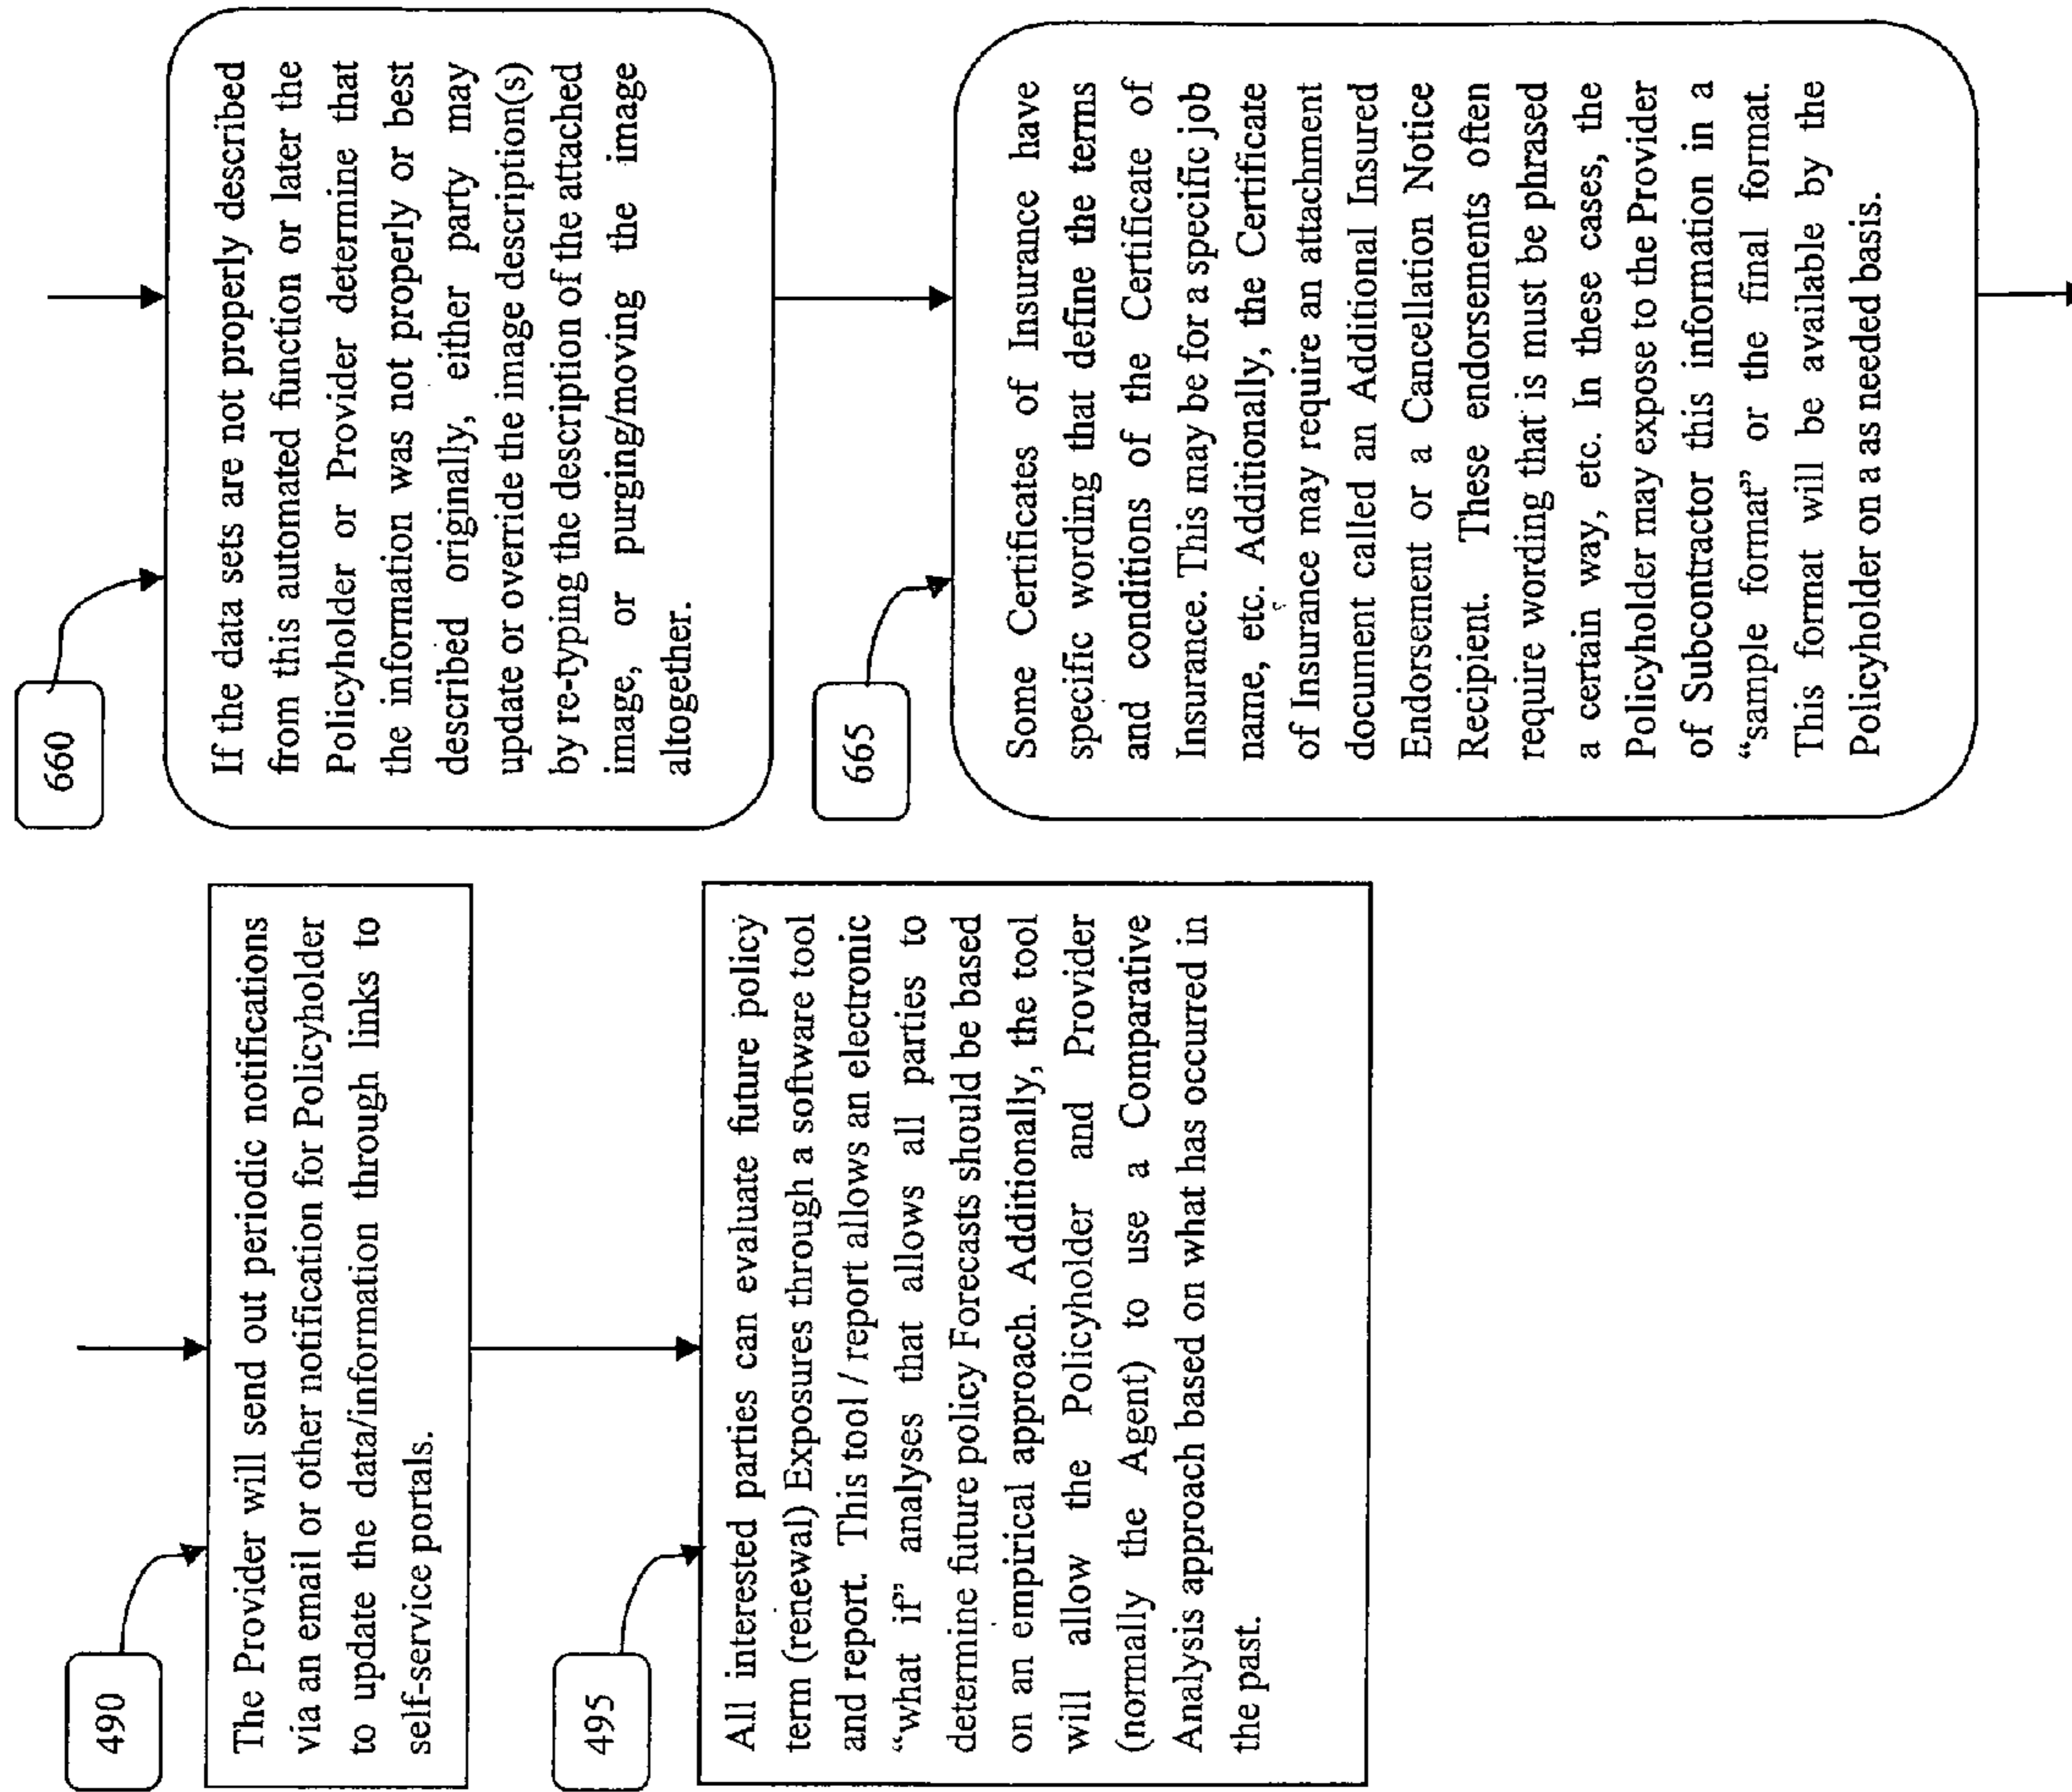 490
The Provider will send out periodic notifications
via an email or other notification for Policyholder
to update the data/information through links to
self-service portals.
495
All interested parties can evaluate future policy
term (renewal) Exposures through a software tool
and report. This tool / report allows an electronic
“what if” analyses that allows all parties to
determine future policy Forecasts should be based
on an empirical approach. Additionally, the tool
will allow the Policyholder and Provider
(normally the Agent) to use a Comparative
Analysis approach based on what has occurred in
the past.
660
If the data sets are not properly described
from this automated function or later the
Policyholder or Provider determine that
the information was not properly or best
described originally, either party may
update or override the image description(s)
by re-typing the description of the attached
image, or purging/moving the image
altogether.
665
Some Certificates of Insurance have
specific wording that define the terms
and conditions of the Certificate of
Insurance. This may be for a specific job
name, etc. Additionally, the Certificate
of Insurance may require an attachment
document called an Additional Insured
Endorsement or a Cancellation Notice
Recipient. These endorsements often
require wording that is must be phrased
a certain way, etc. In these cases, the
Policyholder may expose to the Provider
of Subcontractor this information in a
“sample format” or the final format.
This format will be available by the
Policyholder on a as needed basis.